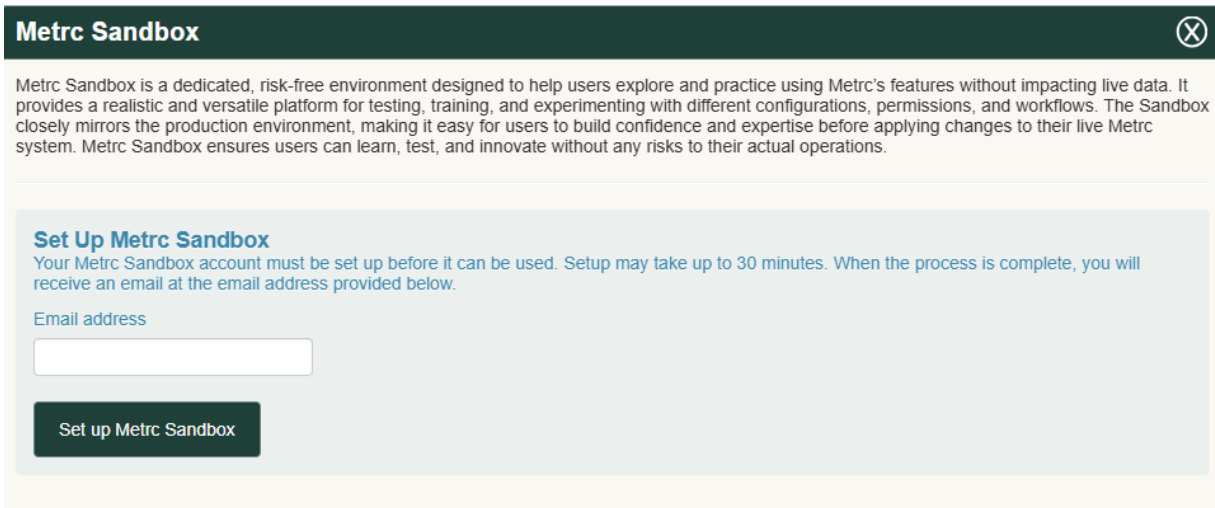 Metrc Sandbox
Metrc Sandbox is a dedicated, risk-free environment designed to help users explore and practice using Metrc's features without impacting live data. It
provides a realistic and versatile platform for testing, training, and experimenting with different configurations, permissions, and workflows. The Sandbox
closely mirrors the production environment, making it easy for users to build confidence and expertise before applying changes to their live Metrc
system. Metrc Sandbox ensures users can learn, test, and innovate without any risks to their actual operations.
Set Up Metrc Sandbox
Your Metrc Sandbox account must be set up before it can be used. Setup may take up to 30 minutes. When the process is complete, you will
receive an email at the email address provided below.
Email address
Set up Metrc Sandbox